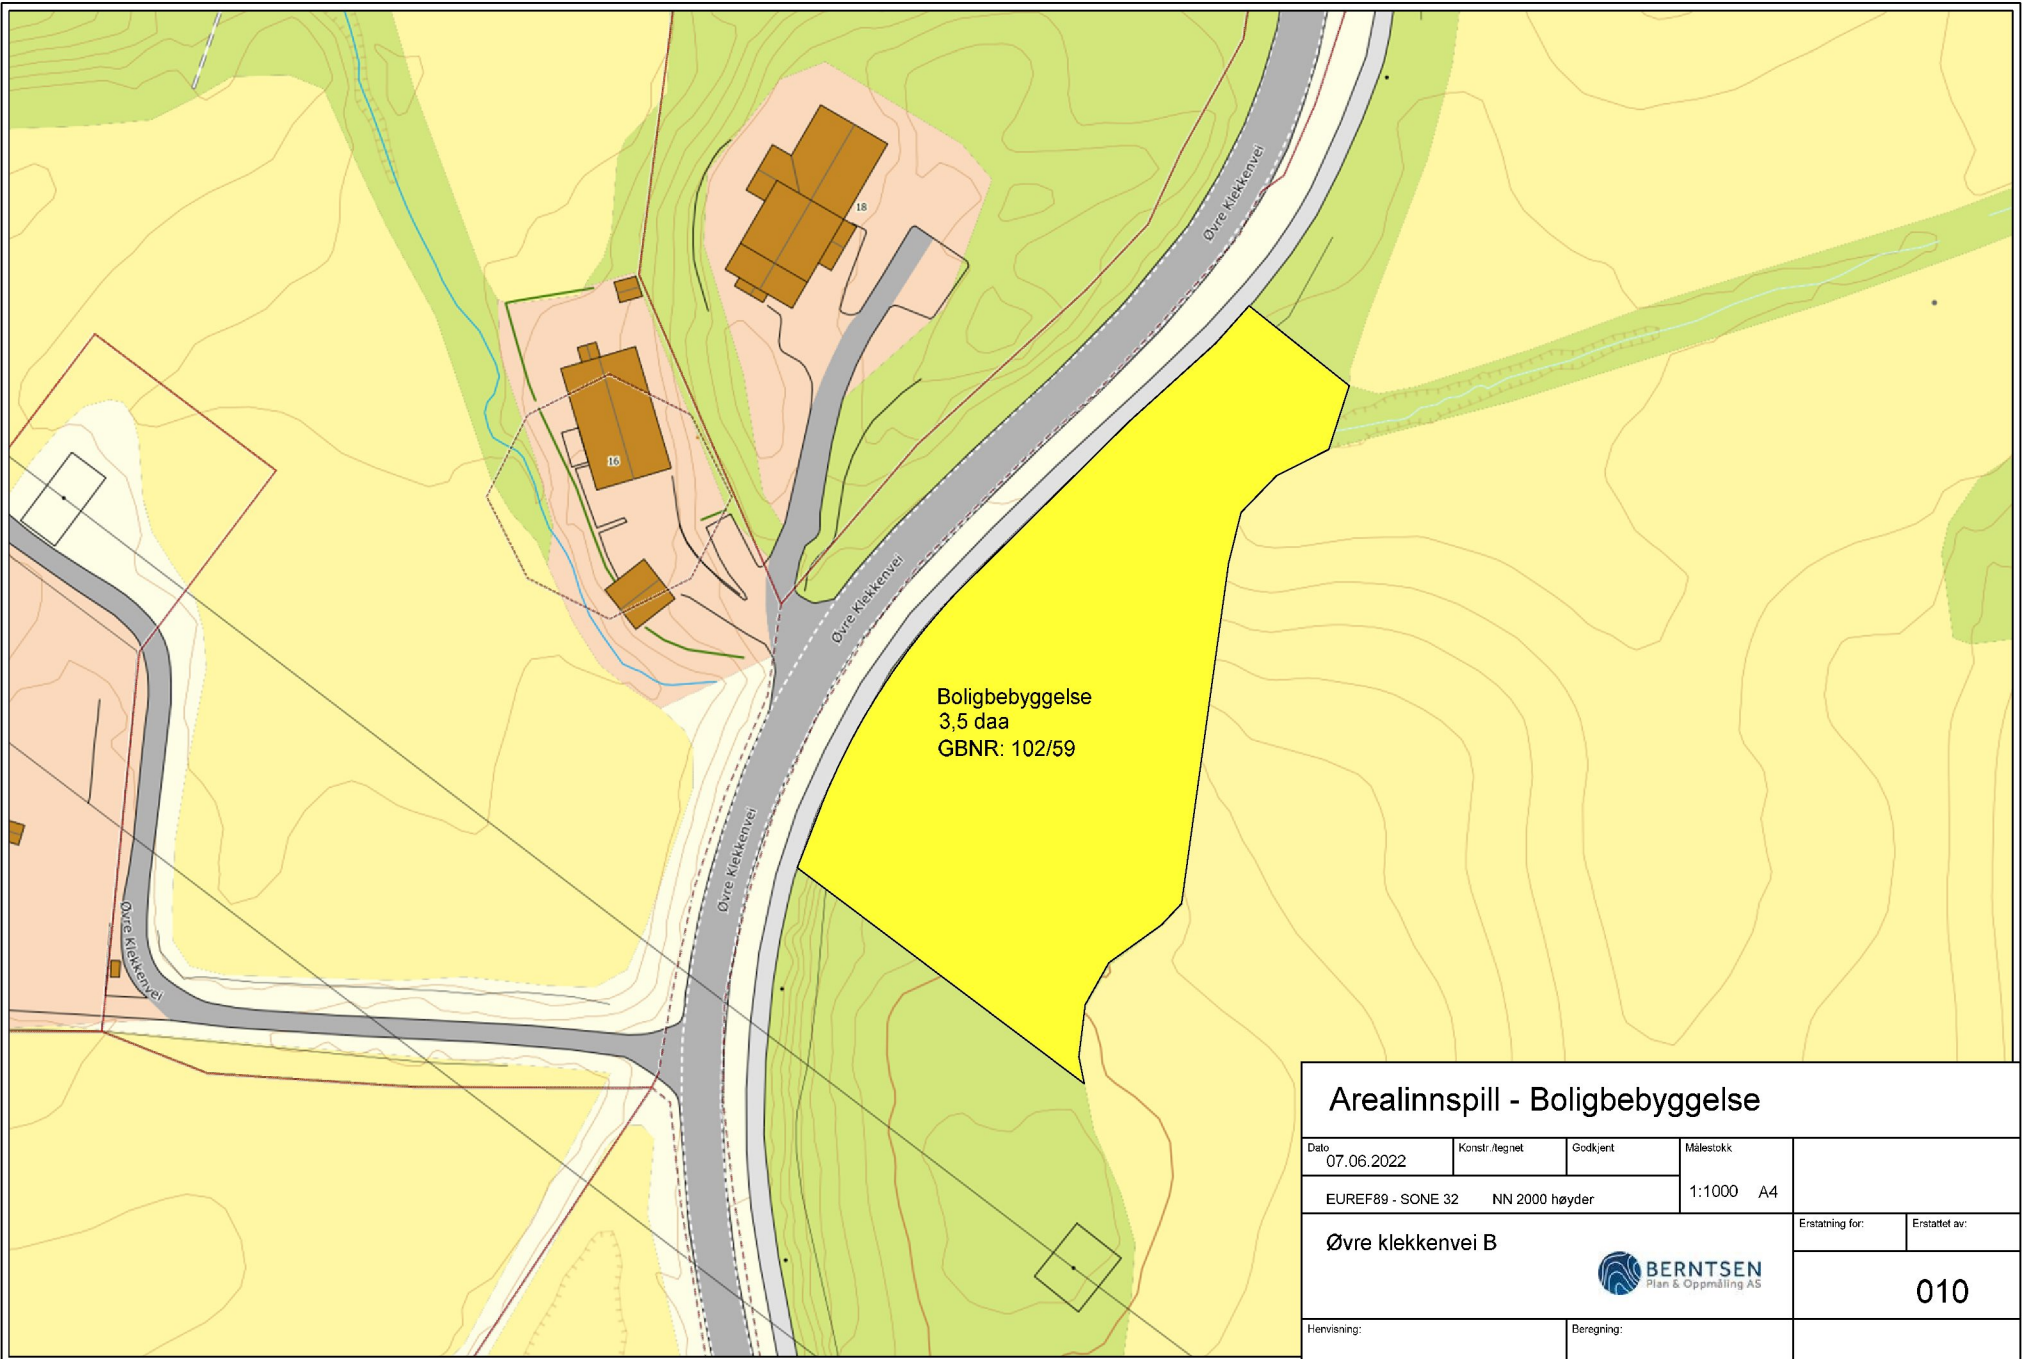 Øvre Klekkenvei
18
16
Øvre Klekkenvei
Boligbebyggelse
3,5 daa
GBNR: 102/59
Øvre Klekkenvei
Øvre Klekkenvei
Arealinnspill - Boligbebyggelse
Dato
Konstr./tegnet
Godkjent
Målestokk
07.06.2022
1:1000 A4
EUREF89 - SONE 32 NN 2000 høyder
Erstatning for:
Erstattet av:
Øvre klekkenvei B
BERNTSEN
Plan & Oppmåling AS
010
Henvisning:
Beregning: